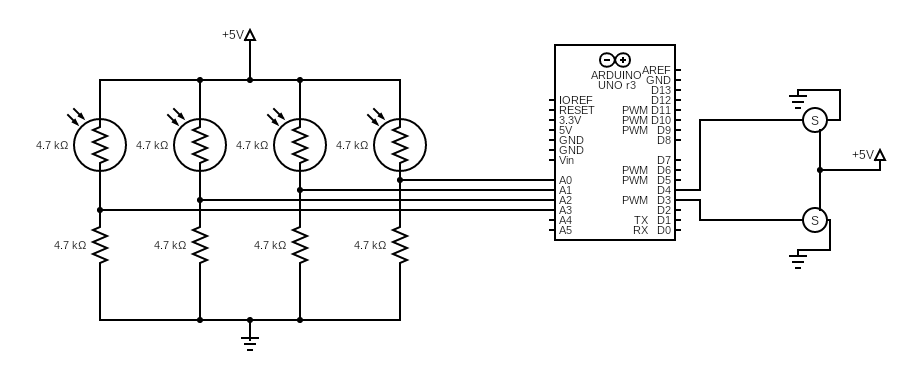 +5V
4.7 kΩ
4.7 kΩ
4.7 kΩ
4.7 kΩ
4.7 kΩ
4.7 kΩ
4.7 kΩ
4.7 kΩ
ARDUINO
UNO r3
IOREF
RESET
3.3V
5V
GND
GND
Vin
A0
A1
A2
A3
A4
A5
AREF
GND
D13
D12
PWM D11
PWM D10
PWM D9
D8
D7
PWM D6
PWM D5
D4
PWM D3
D2
TX D1
RX D0
S
+5V
S